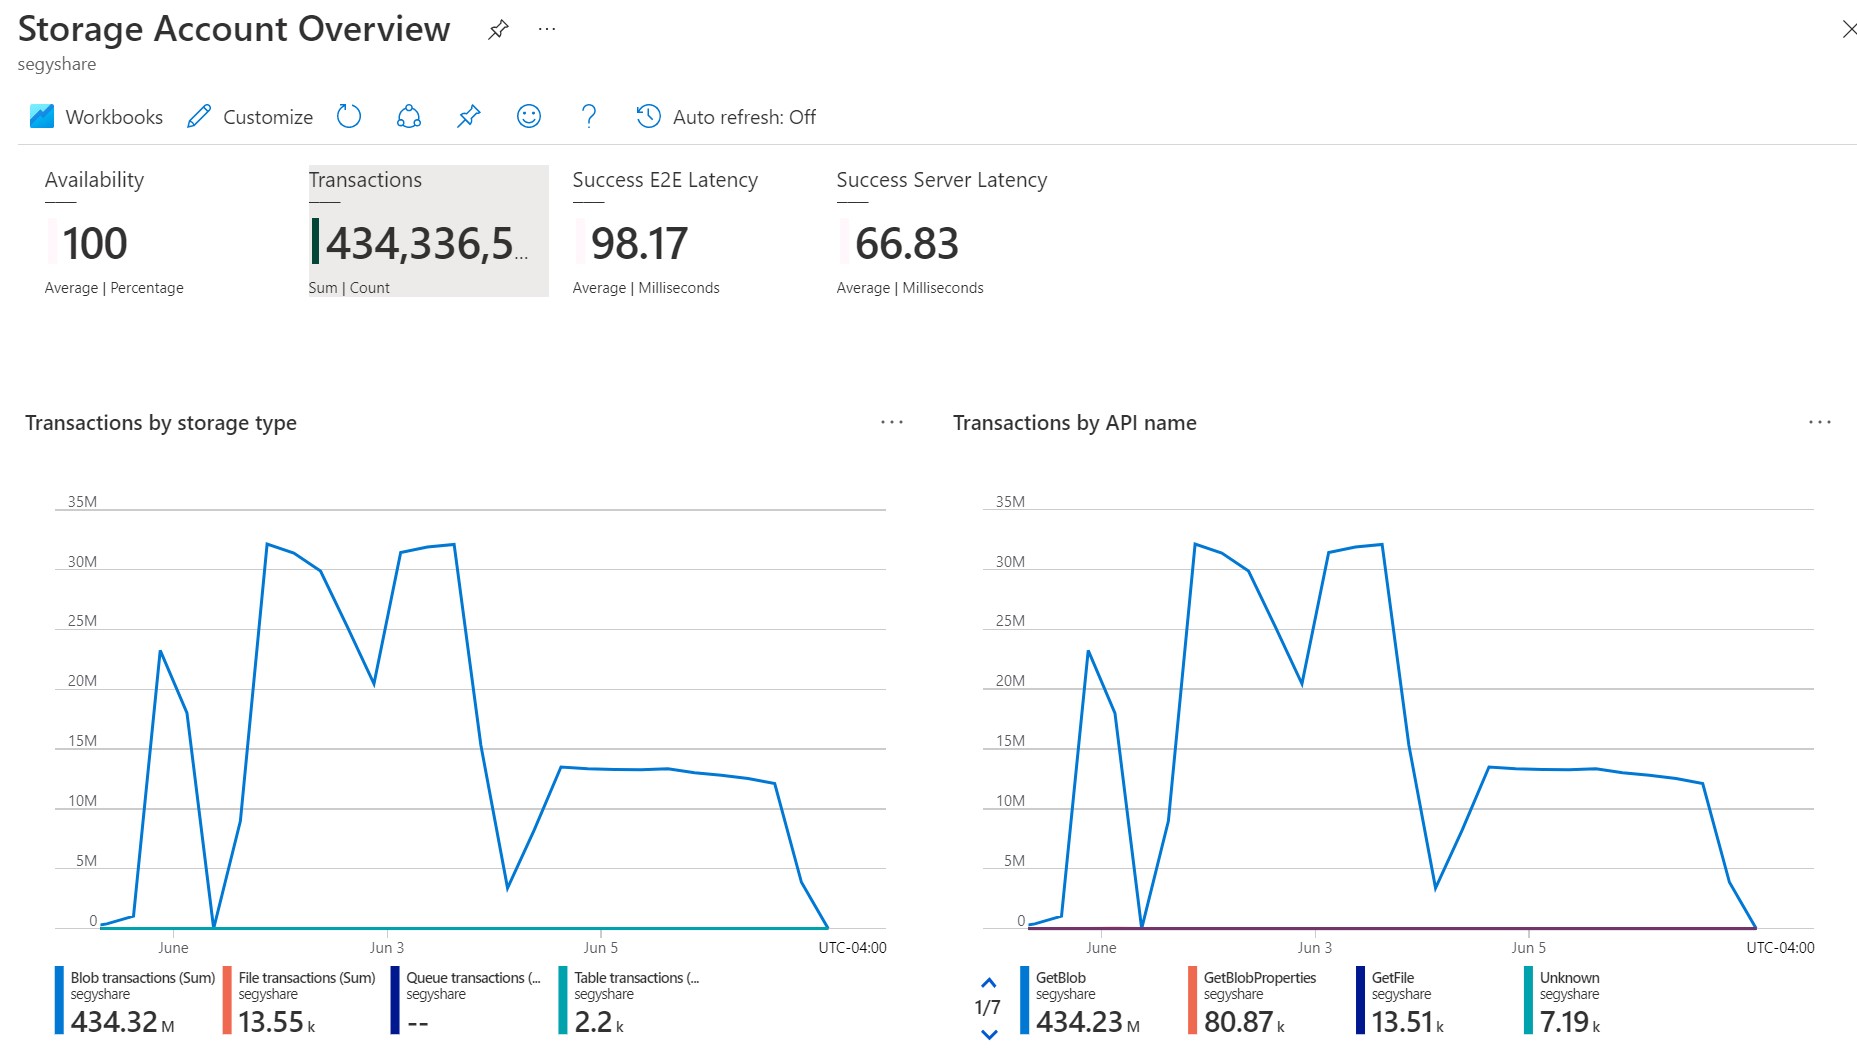 Storage Account Overview
segyshare
Workbooks Customize Auto refresh: Off
Availability
100
Average | Percentage
Transactions
434,336,5...
Sum | Count
Success E2E Latency
98.17
Average | Milliseconds
Success Server Latency
66.83
Average | Milliseconds
Transactions by storage type
35M
30M
25M
20M
15M
10M
5M
0
June Jun 3 Jun 5 UTC-04:00
Blob transactions (Sum)
segyshare
434.32 M
File transactions (Sum)
segyshare
13.55 k
Queue transactions (...
segyshare
--
Table transactions (...
segyshare
2.2 k
Transactions by API name
35M
30M
25M
20M
15M
10M
5M
0
June Jun 3 Jun 5 UTC-04:00
1/7
GetBlob
segyshare
434.23 M
GetBlobProperties
segyshare
80.87 k
GetFile
segyshare
13.51 k
Unknown
segyshare
7.19 k